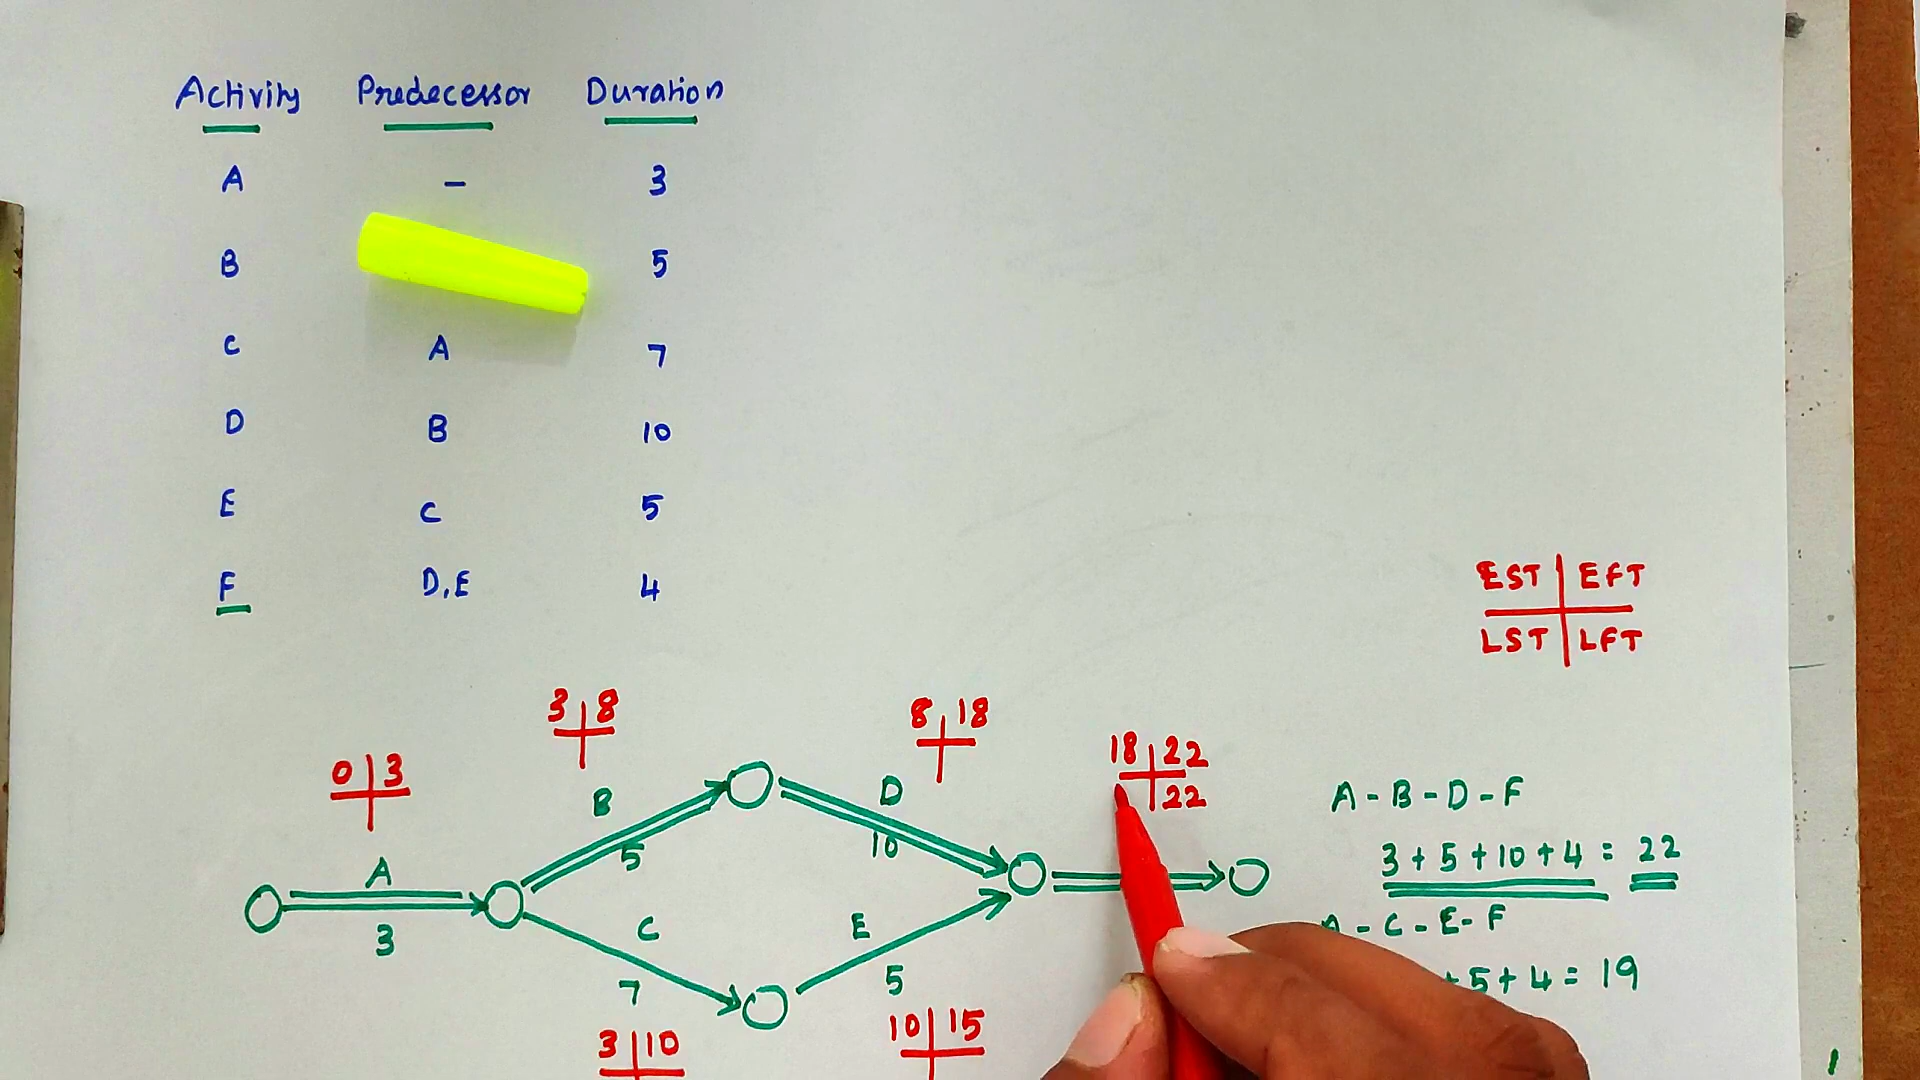 Activity Predecessor Duration
A - 3
B 5
C A 7
D B 10
E C 5
F D,E 4
EST EFT
LST LFT
3 8
8 18
0 3
18 22
22
B
5
D
10
A
3
C
7
E
5
3 10
10 15
A-B-D-F
3+5+10+4=22
-C-E-F
+5+4=19